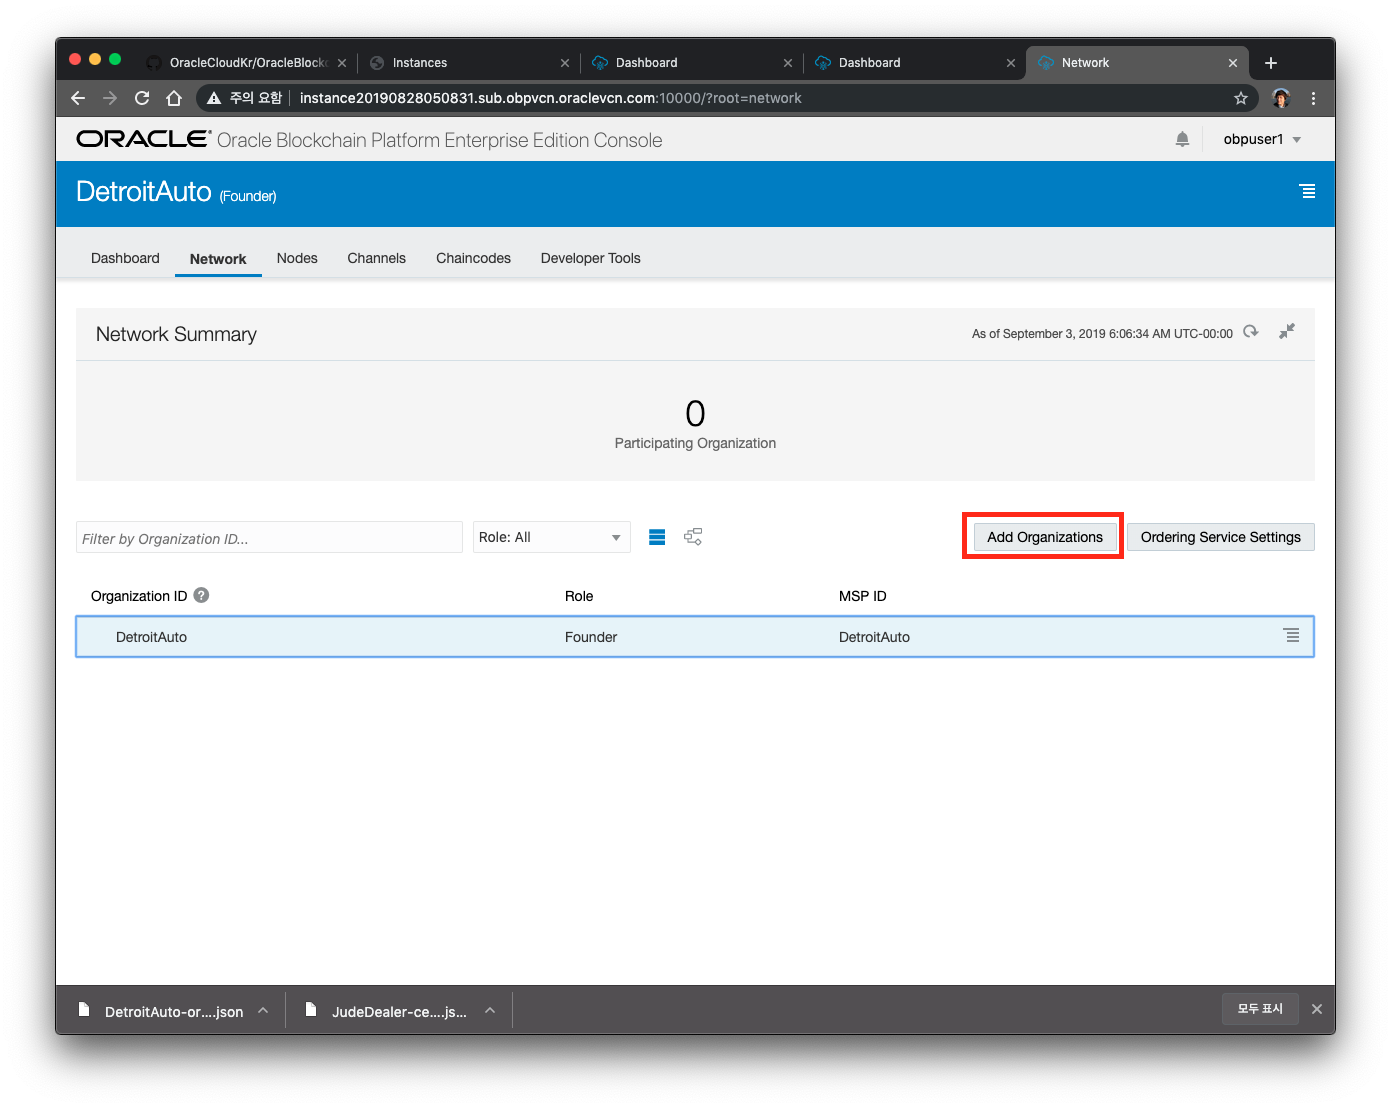 OracleCloudKr/OracleBlockc
Instances
Dashboard
Dashboard
Network
주의 요함
instance20190828050831.sub.obpvcn.oraclevcn.com:10000/?root=network
ORACLE® Oracle Blockchain Platform Enterprise Edition Console
obpuser1
DetroitAuto (Founder)
Dashboard
Network
Nodes
Channels
Chaincodes
Developer Tools
Network Summary
As of September 3, 2019 6:06:34 AM UTC-00:00
0
Participating Organization
Filter by Organization ID...
Role: All
Add Organizations
Ordering Service Settings
Organization ID ?
Role
MSP ID
DetroitAuto
Founder
DetroitAuto
DetroitAuto-or....json
JudeDealer-ce....js...
모두 표시